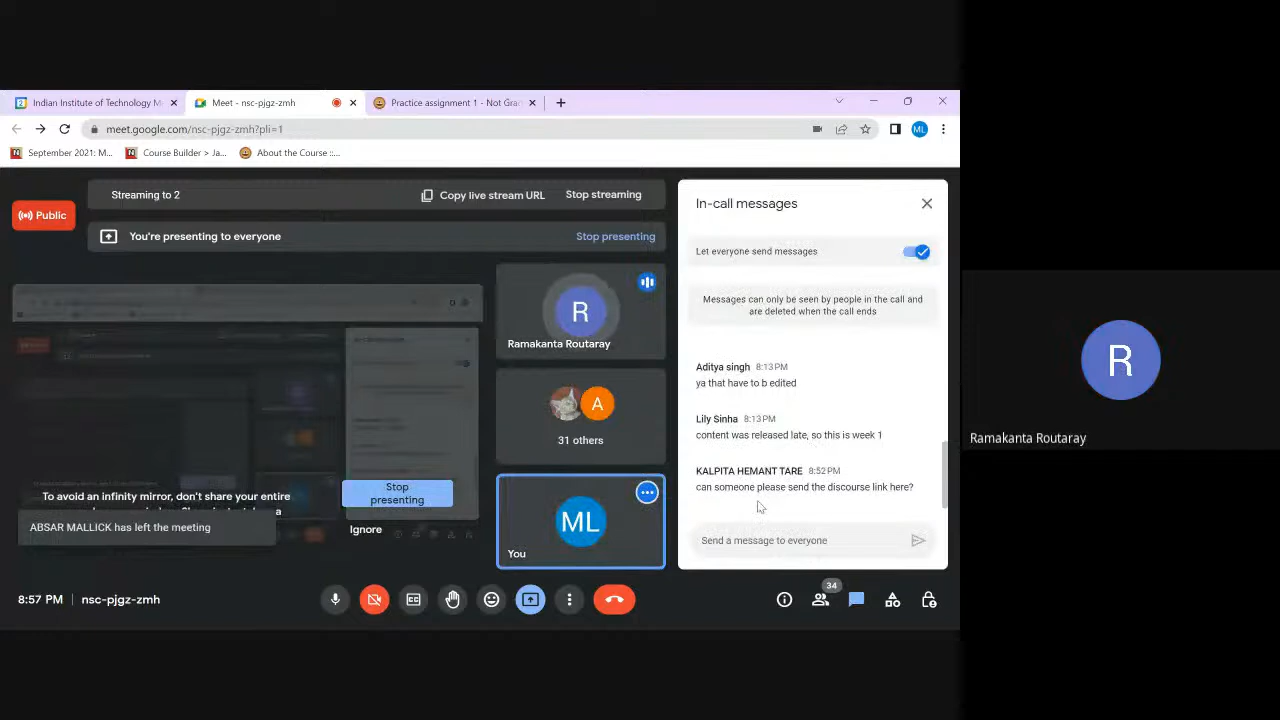 Indian Institute of Technology M
Meet - nsc-pjgz-zmh
Practice assignment 1 - Not Gra
meet.google.com/nsc-pjgz-zmh?pli=1
ML
September 2021: M...
Course Builder > Ja...
About the Course ::...
Streaming to 2
Copy live stream URL
Stop streaming
Public
You're presenting to everyone
Stop presenting
R
Ramakanta Routaray
A
31 others
To avoid an infinity mirror, don't share your entire
Stop
presenting
Ignore
ABSAR MALLICK has left the meeting
ML
You
In-call messages
Let everyone send messages
Messages can only be seen by people in the call and
are deleted when the call ends
Aditya singh 8:13 PM
ya that have to b edited
Lily Sinha 8:13 PM
content was released late, so this is week 1
KALPITA HEMANT TARE 8:52 PM
can someone please send the discourse link here?
Send a message to everyone
8:57 PM | nsc-pjgz-zmh
34
R
Ramakanta Routaray